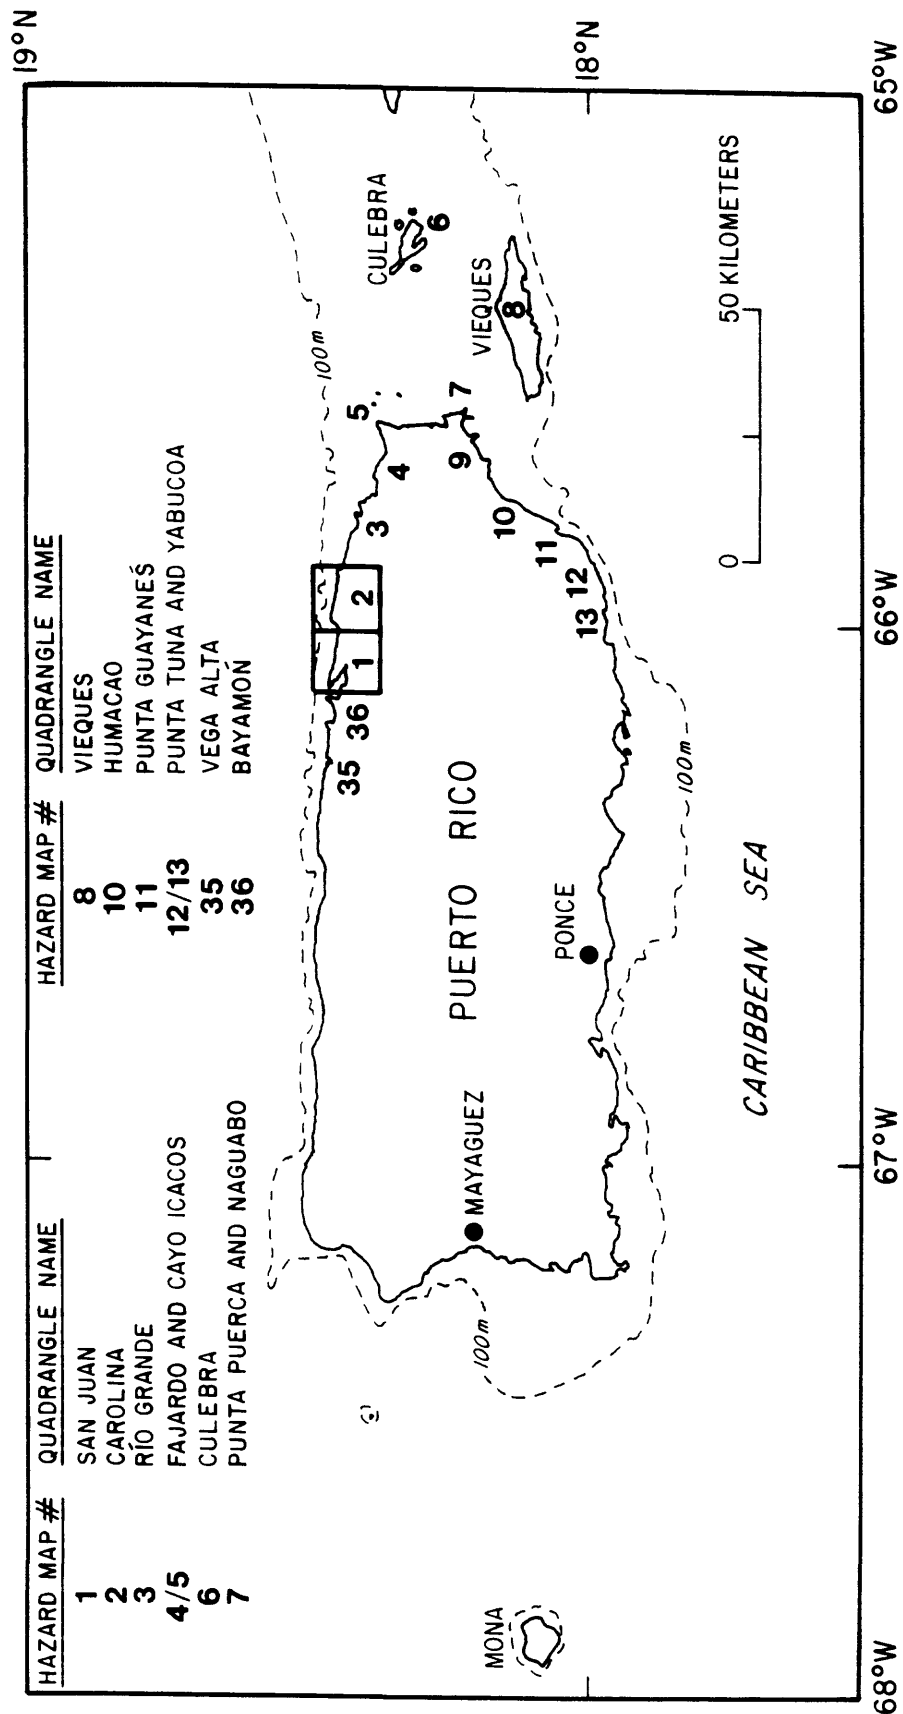 HAZARD MAP # QUADRANGLE NAME
1 SAN JUAN
2 CAROLINA
3 RÍO GRANDE
4/5 FAJARDO AND CAYO ICACOS
6 CULEBRA
7 PUNTA PUERCA AND NAGUABO
HAZARD MAP # QUADRANGLE NAME
8 VIEQUES
10 HUMACAO
11 PUNTA GUAYANEŚ
12/13 PUNTA TUNA AND YABUCOA
35 VEGA ALTA
36 BAYAMÓN
19°N
100m
CULEBRA
6
5
4
3
2
1
36
35
7
9
VIEQUES
8
10
11
12
13
18°N
PUERTO RICO
MAYAGUEZ
PONCE
100m
100m
MONA
CARIBBEAN SEA
0 50 KILOMETERS
68°W 67°W 66°W 65°W